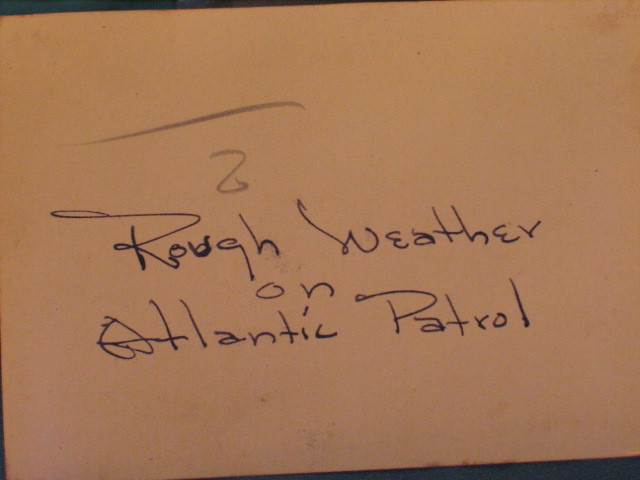 2
Rough Weather
on
Atlantic Patrol